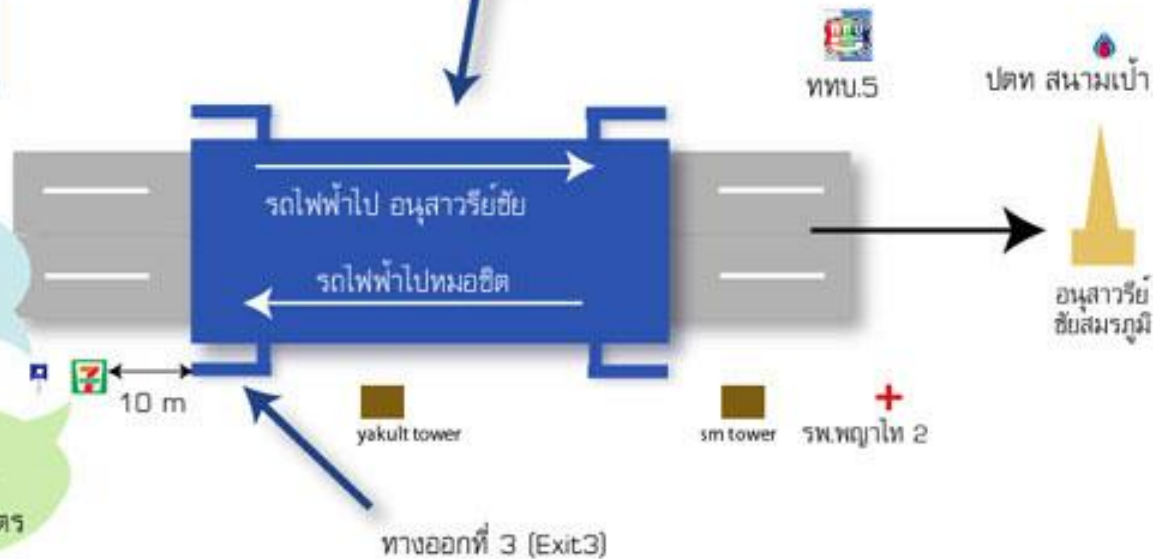 ททบ.5
ปตท สนามเป้า
รถไฟฟ้าไป อนุสาวรีย์ชัย
รถไฟฟ้าไปหมอชิต
อนุสาวรีย์
ชัยสมรภูมิ
7
10 m
yakult tower
sm tower
รพ.พญาไท 2
ทางออกที่ 3 (Exit3)